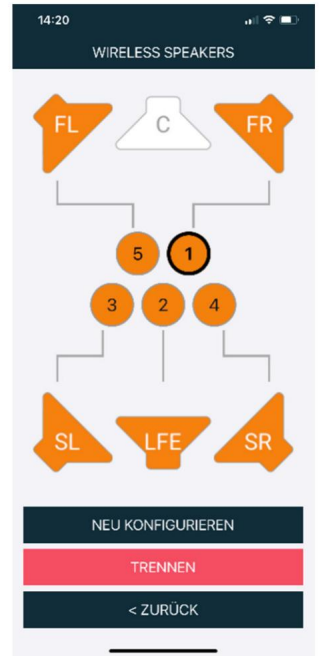 14:20
WIRELESS SPEAKERS
FL C FR
5 1
3 2 4
SL LFE SR
NEU KONFIGURIEREN
TRENNEN
< ZURÜCK